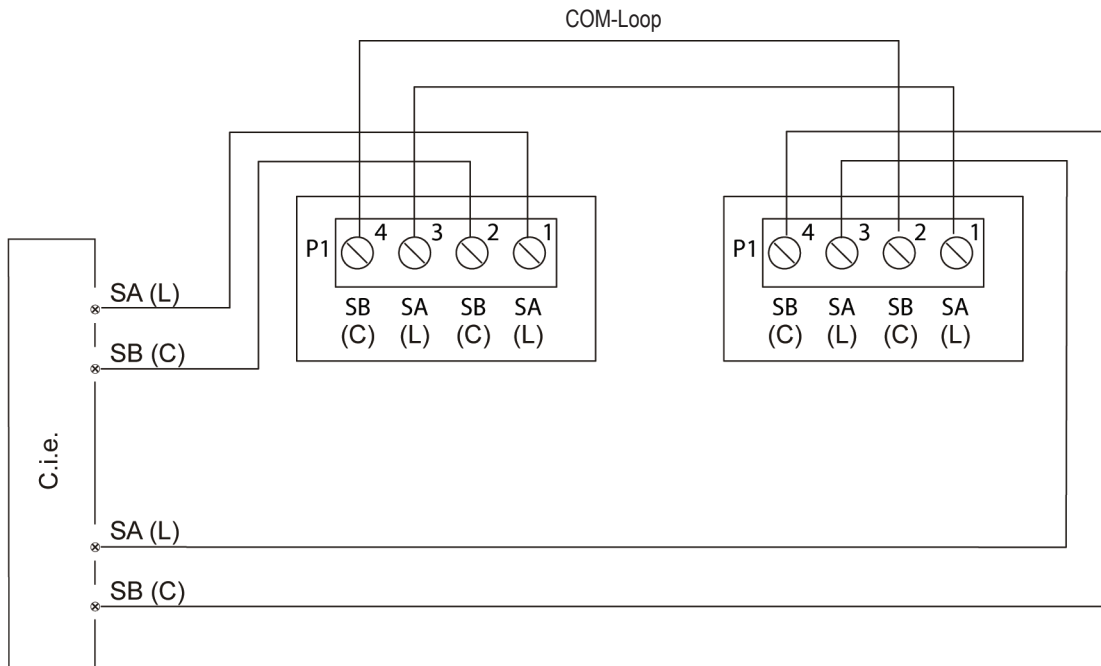 COM-Loop
P1 4 3 2 1
SB SA SB SA
(C) (L) (C) (L)
P1 4 3 2 1
SB SA SB SA
(C) (L) (C) (L)
SA (L)
SB (C)
C.i.e.
SA (L)
SB (C)